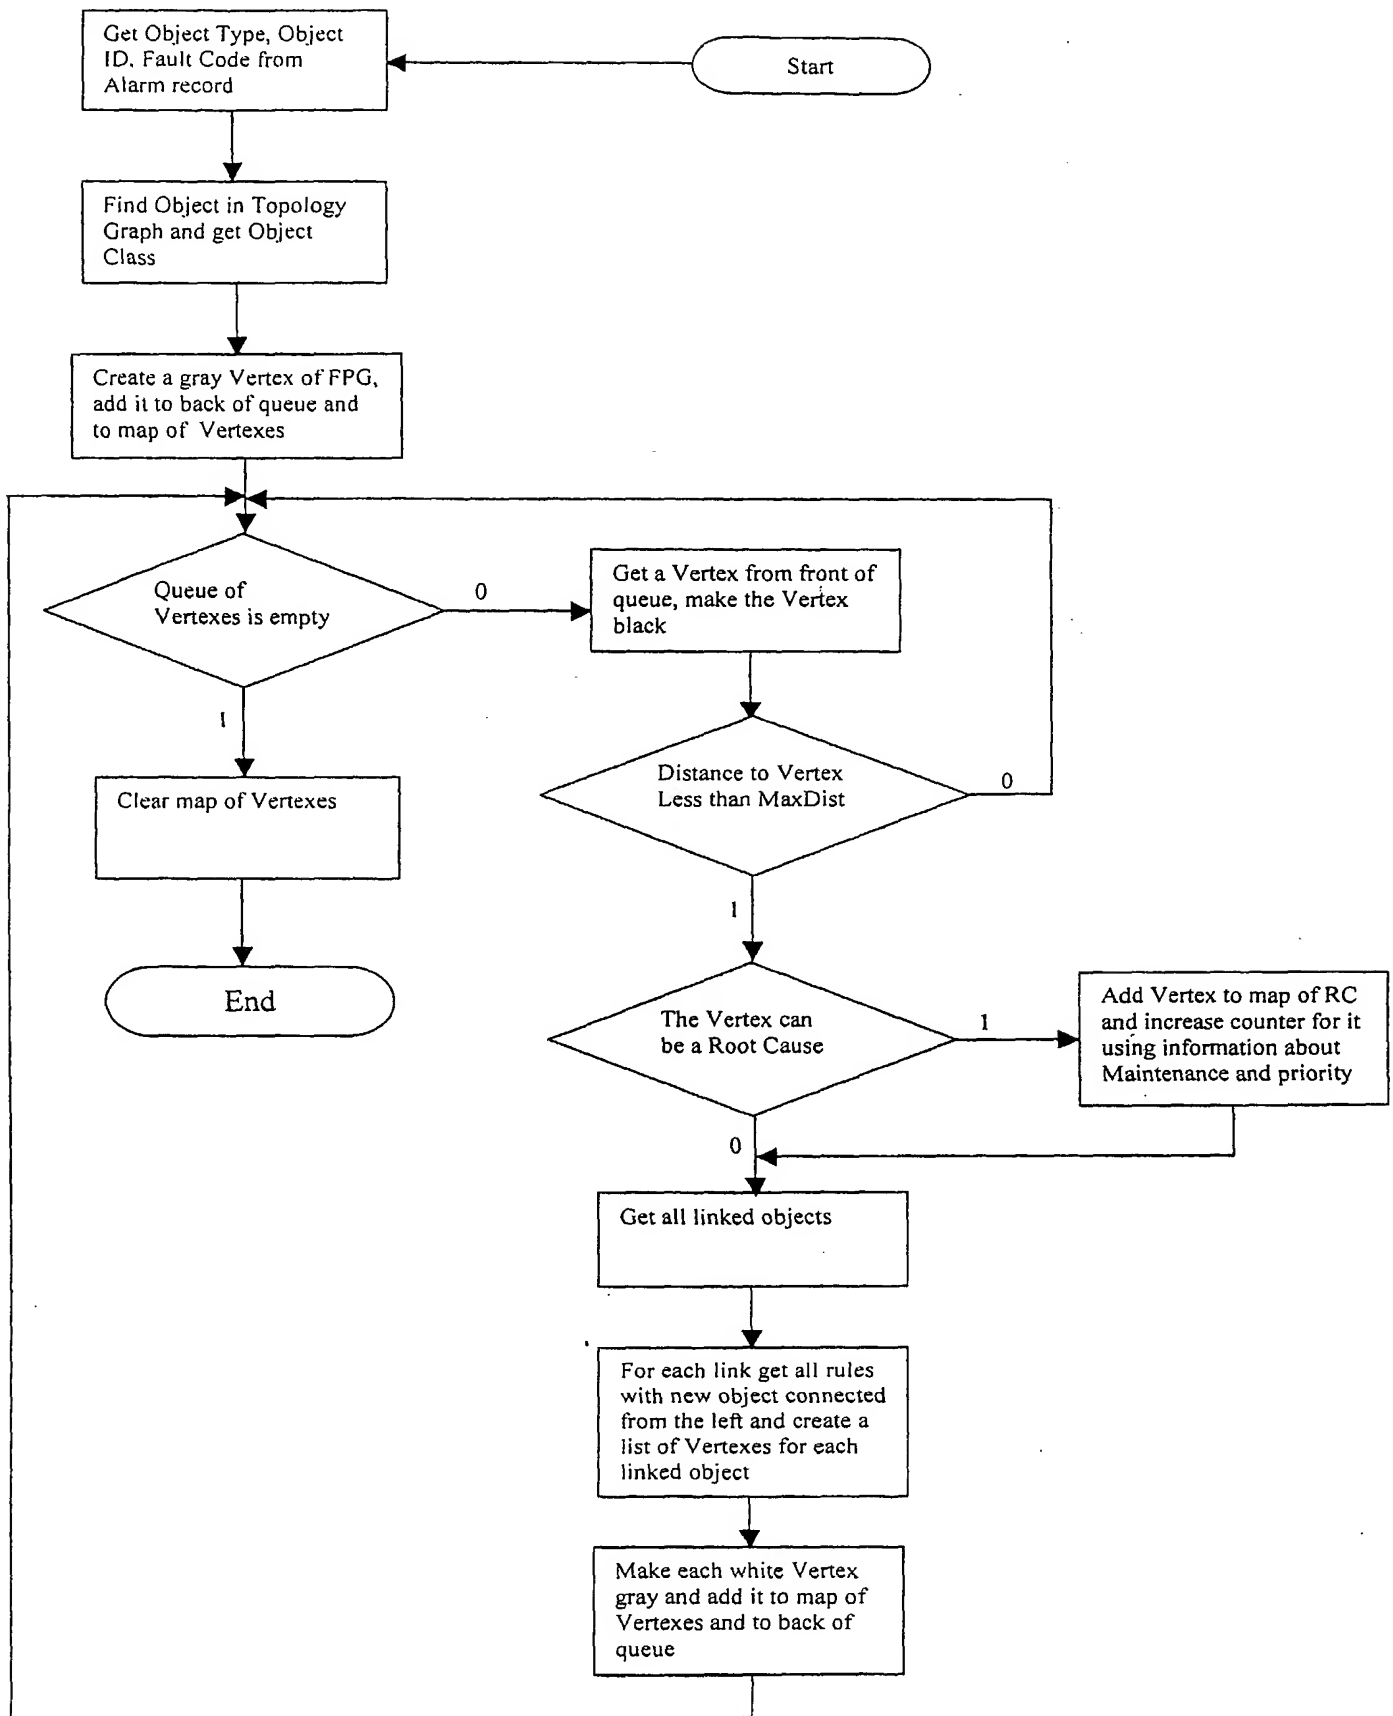 Start
Get Object Type, Object
ID, Fault Code from
Alarm record
Find Object in Topology
Graph and get Object
Class
Create a gray Vertex of FPG,
add it to back of queue and
to map of Vertexes
Queue of
Vertexes is empty
0
1
Get a Vertex from front of
queue, make the Vertex
black
Clear map of Vertexes
End
Distance to Vertex
Less than MaxDist
0
1
The Vertex can
be a Root Cause
1
0
Add Vertex to map of RC
and increase counter for it
using information about
Maintenance and priority
Get all linked objects
For each link get all rules
with new object connected
from the left and create a
list of Vertexes for each
linked object
Make each white Vertex
gray and add it to map of
Vertexes and to back of
queue